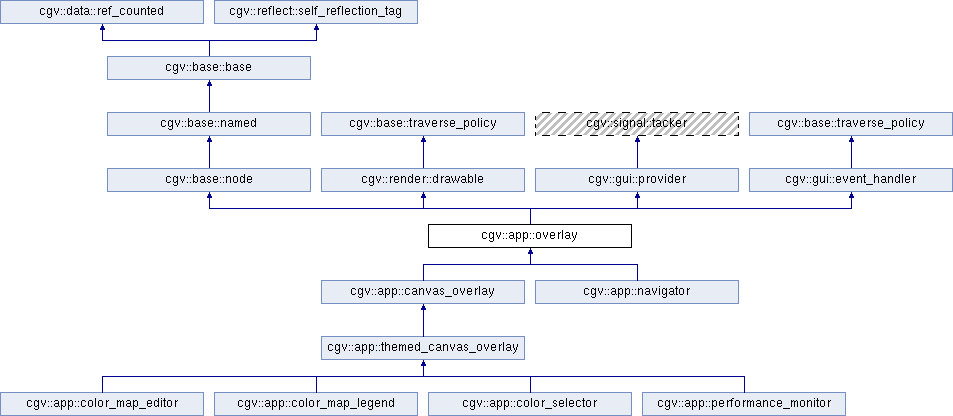 cgv::data::ref_counted
cgv::reflect::self_reflection_tag
cgv::base::base
cgv::base::named
cgv::base::traverse_policy
cgv::signal::tacker
cgv::base::traverse_policy
cgv::base::node
cgv::render::drawable
cgv::gui::provider
cgv::gui::event_handler
cgv::app::overlay
cgv::app::canvas_overlay
cgv::app::navigator
cgv::app::themed_canvas_overlay
cgv::app::color_map_editor
cgv::app::color_map_legend
cgv::app::color_selector
cgv::app::performance_monitor